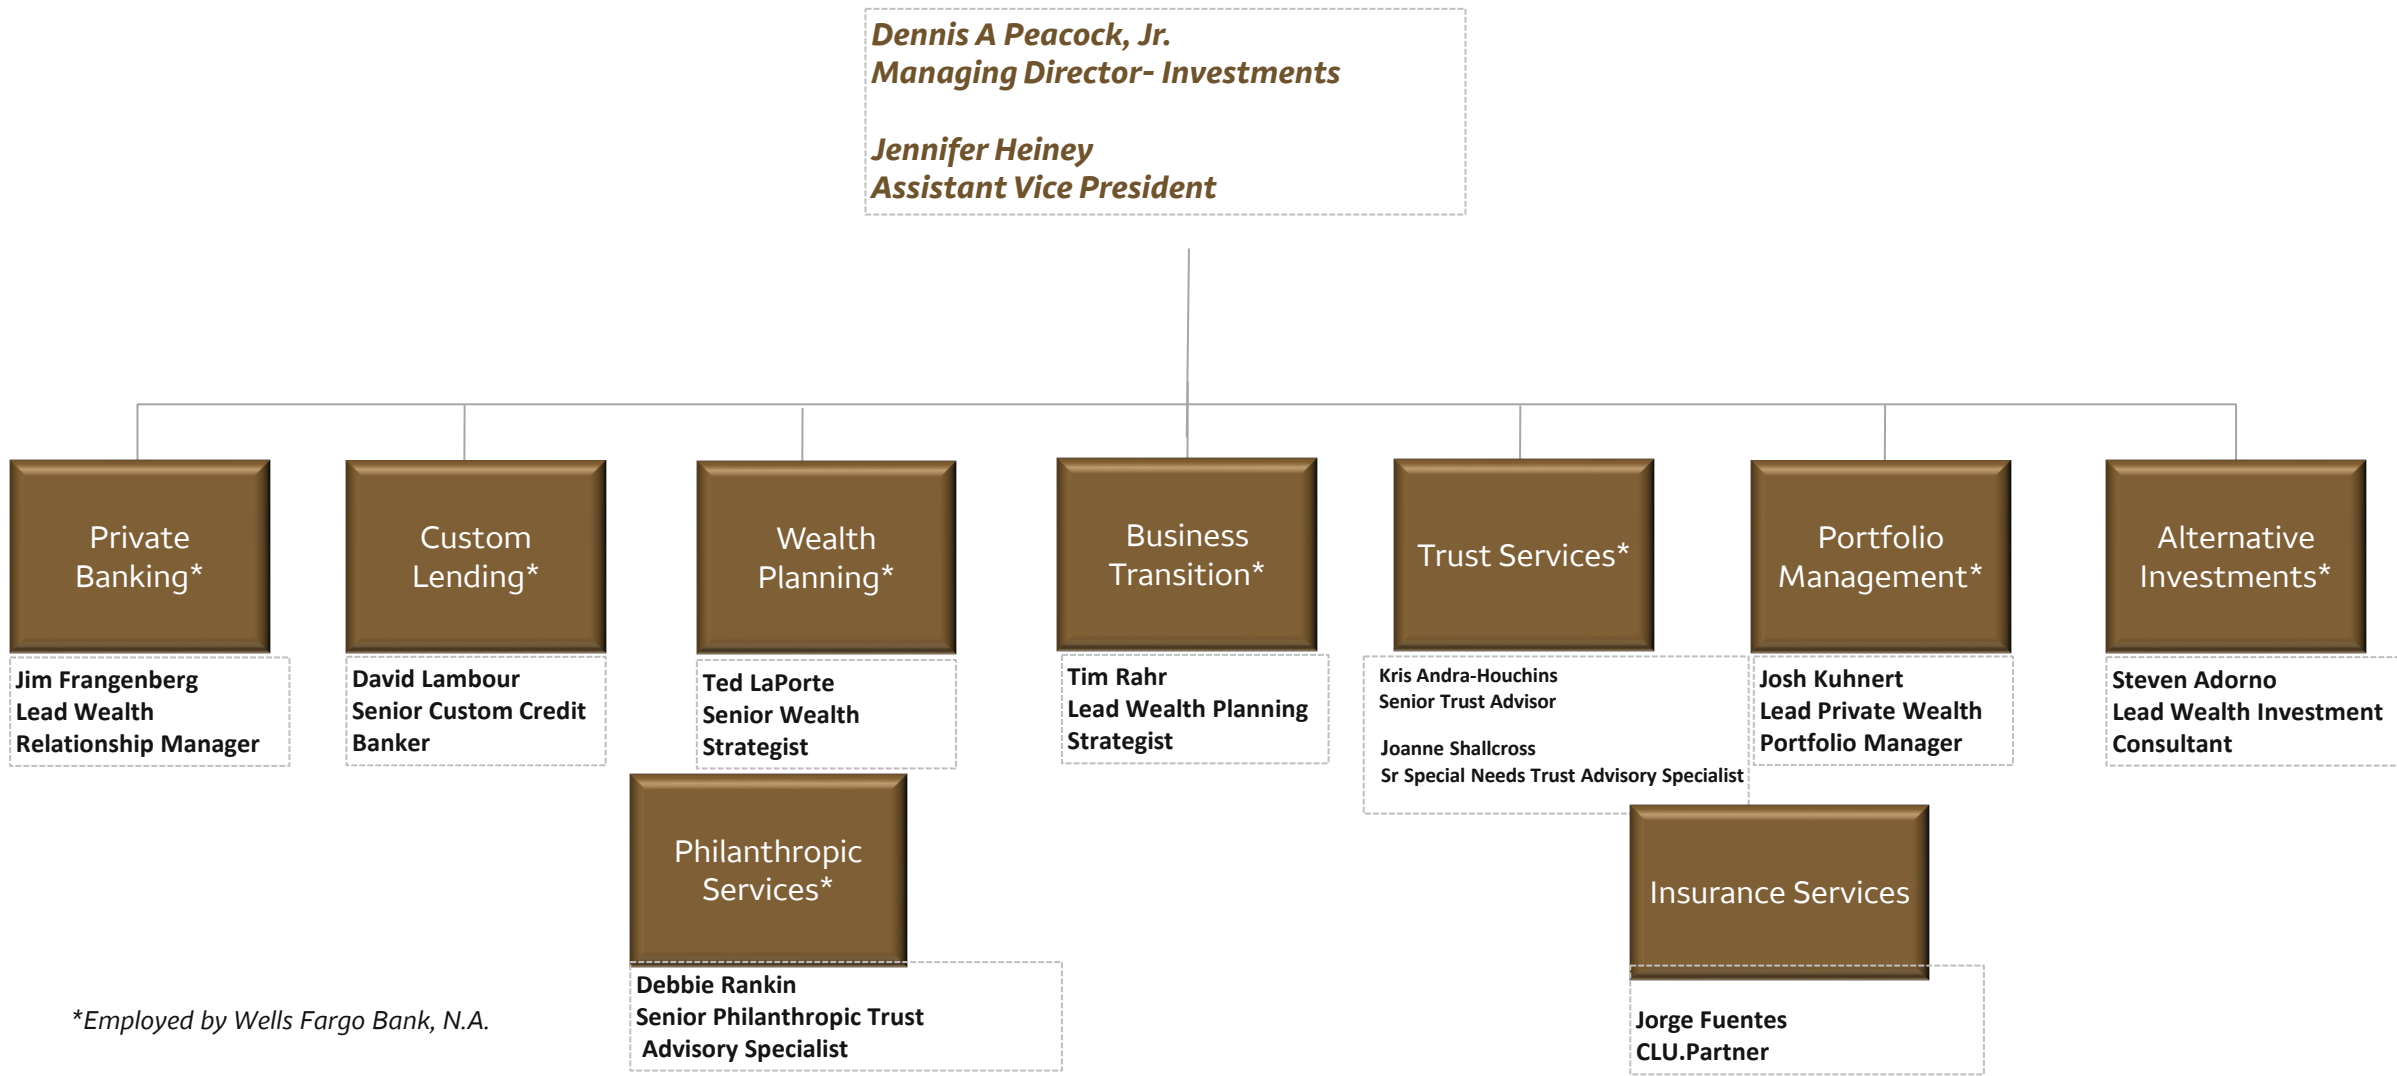 Dennis A Peacock, Jr.
Managing Director- Investments
Jennifer Heiney
Assistant Vice President
Private
Banking*
Jim Frangenberg
Lead Wealth
Relationship Manager
Custom
Lending*
David Lambour
Senior Custom Credit
Banker
Wealth
Planning*
Ted LaPorte
Senior Wealth
Strategist
Business
Transition*
Tim Rahr
Lead Wealth Planning
Strategist
Trust Services*
Kris Andra-Houchins
Senior Trust Advisor
Joanne Shallcross
Sr Special Needs Trust Advisory Specialist
Portfolio
Management*
Josh Kuhnert
Lead Private Wealth
Portfolio Manager
Alternative
Investments*
Steven Adorno
Lead Wealth Investment
Consultant
Philanthropic
Services*
Debbie Rankin
Senior Philanthropic Trust
Advisory Specialist
Insurance Services
Jorge Fuentes
CLU.Partner
*Employed by Wells Fargo Bank, N.A.